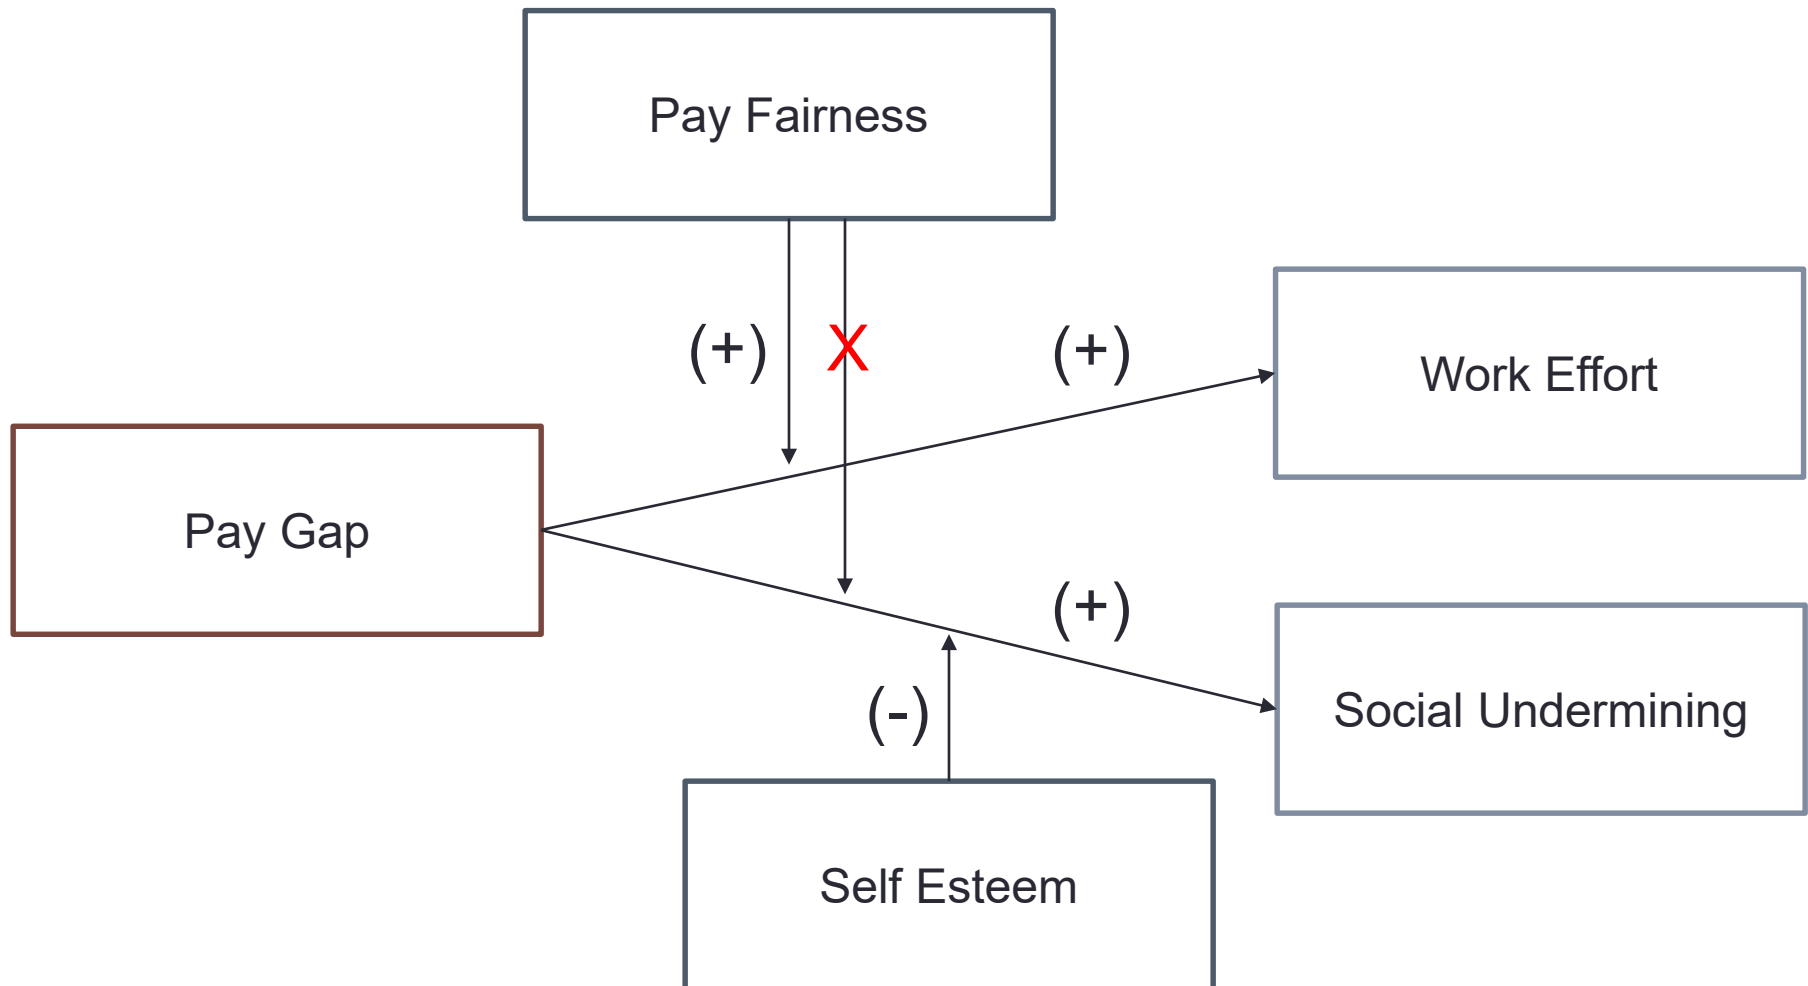 Pay Fairness
(+)
X
(+)
Work Effort
Pay Gap
(+)
Social Undermining
(-)
Self Esteem